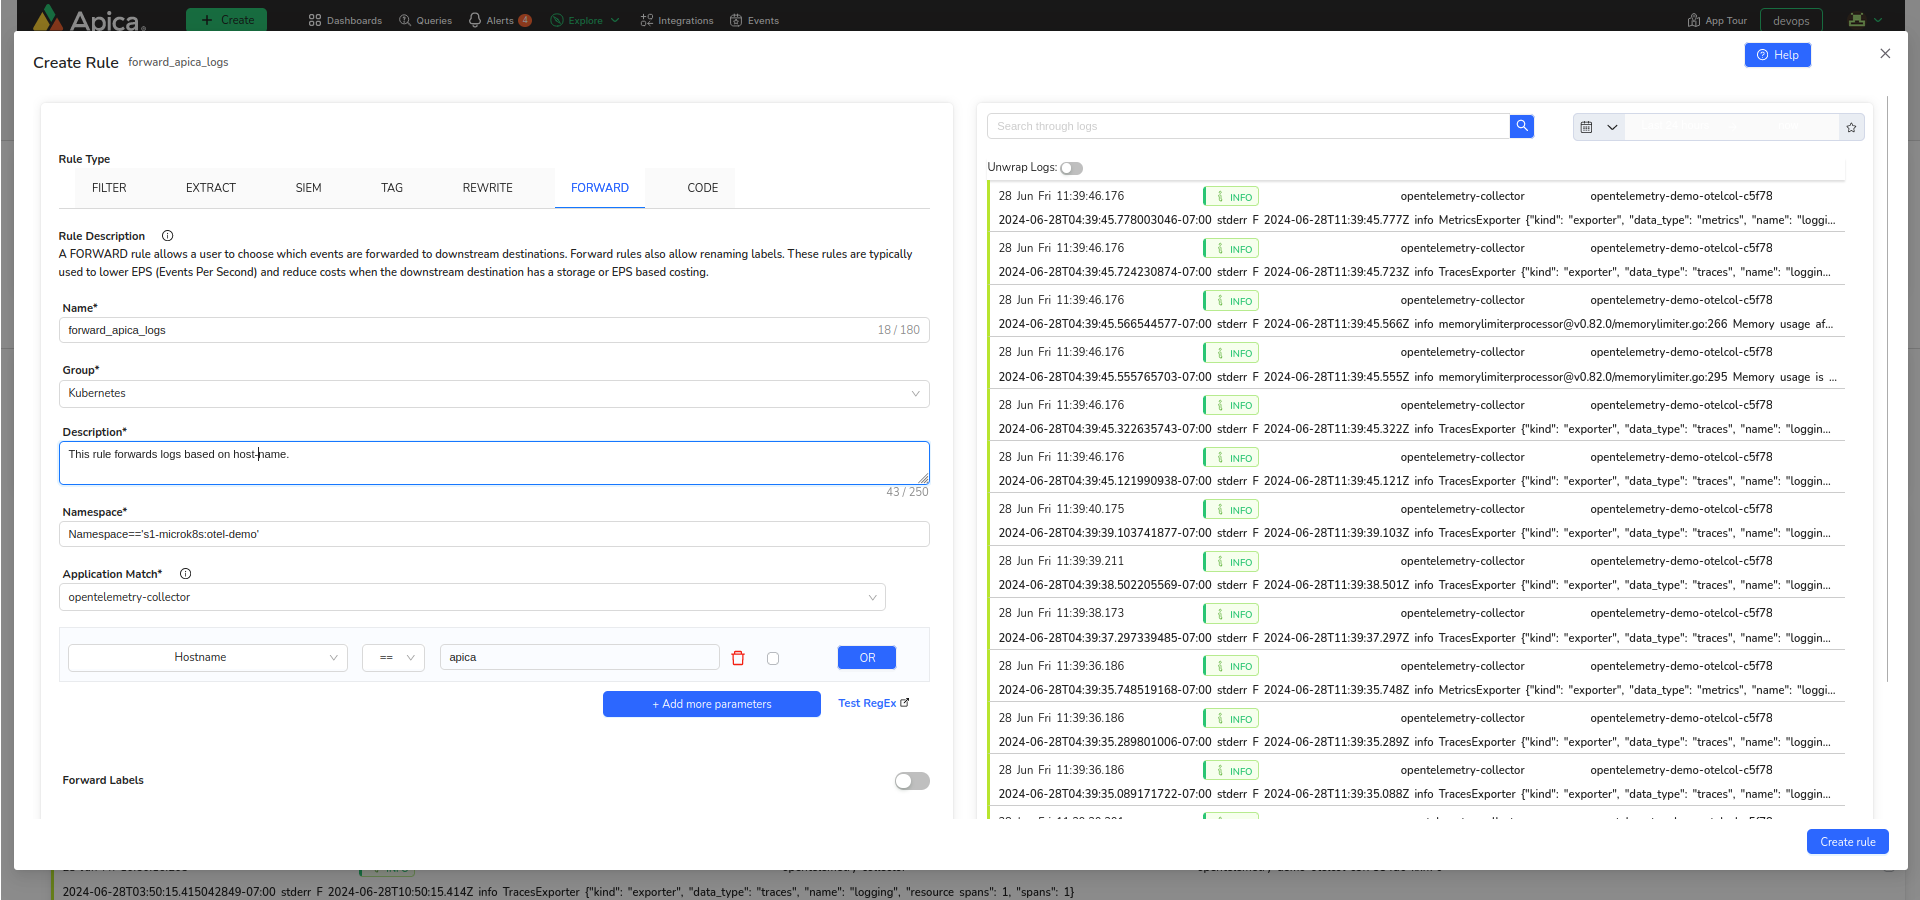 Apica
+ Create
Dashboards
Queries
Alerts 4
Explore
Integrations
Events
App Tour
devops
Create Rule forward_apica_logs
Help
Rule Type
FILTER EXTRACT SIEM TAG REWRITE FORWARD CODE
Rule Description
A FORWARD rule allows a user to choose which events are forwarded to downstream destinations. Forward rules also allow renaming labels. These rules are typically
used to lower EPS (Events Per Second) and reduce costs when the downstream destination has a storage or EPS based costing.
Name*
forward_apica_logs 18 / 180
Group*
Kubernetes
Description*
This rule forwards logs based on host-name.
43 / 250
Namespace*
Namespace=='s1-microk8s:otel-demo'
Application Match*
opentelemetry-collector
Hostname == apica OR
+ Add more parameters Test RegEx
Forward Labels
Search through logs
Unwrap Logs:
28 Jun Fri 11:39:46.176 INFO opentelemetry-collector opentelemetry-demo-otelcol-c5f78
2024-06-28T04:39:45.778003046-07:00 stderr F 2024-06-28T11:39:45.777Z info MetricsExporter {"kind": "exporter", "data_type": "metrics", "name": "loggi...
28 Jun Fri 11:39:46.176 INFO opentelemetry-collector opentelemetry-demo-otelcol-c5f78
2024-06-28T04:39:45.724230874-07:00 stderr F 2024-06-28T11:39:45.723Z info TracesExporter {"kind": "exporter", "data_type": "traces", "name": "loggin...
28 Jun Fri 11:39:46.176 INFO opentelemetry-collector opentelemetry-demo-otelcol-c5f78
2024-06-28T04:39:45.566544577-07:00 stderr F 2024-06-28T11:39:45.566Z info memorylimiterprocessor@v0.82.0/memorylimiter.go:266 Memory usage af...
28 Jun Fri 11:39:46.176 INFO opentelemetry-collector opentelemetry-demo-otelcol-c5f78
2024-06-28T04:39:45.555765703-07:00 stderr F 2024-06-28T11:39:45.555Z info memorylimiterprocessor@v0.82.0/memorylimiter.go:295 Memory usage is ...
28 Jun Fri 11:39:46.176 INFO opentelemetry-collector opentelemetry-demo-otelcol-c5f78
2024-06-28T04:39:45.322635743-07:00 stderr F 2024-06-28T11:39:45.322Z info TracesExporter {"kind": "exporter", "data_type": "traces", "name": "loggin...
28 Jun Fri 11:39:46.176 INFO opentelemetry-collector opentelemetry-demo-otelcol-c5f78
2024-06-28T04:39:45.121990938-07:00 stderr F 2024-06-28T11:39:45.121Z info TracesExporter {"kind": "exporter", "data_type": "traces", "name": "loggin...
28 Jun Fri 11:39:40.175 INFO opentelemetry-collector opentelemetry-demo-otelcol-c5f78
2024-06-28T04:39:39.103741877-07:00 stderr F 2024-06-28T11:39:39.103Z info TracesExporter {"kind": "exporter", "data_type": "traces", "name": "loggin...
28 Jun Fri 11:39:39.211 INFO opentelemetry-collector opentelemetry-demo-otelcol-c5f78
2024-06-28T04:39:38.502205569-07:00 stderr F 2024-06-28T11:39:38.501Z info TracesExporter {"kind": "exporter", "data_type": "traces", "name": "loggin...
28 Jun Fri 11:39:38.173 INFO opentelemetry-collector opentelemetry-demo-otelcol-c5f78
2024-06-28T04:39:37.297339485-07:00 stderr F 2024-06-28T11:39:37.297Z info TracesExporter {"kind": "exporter", "data_type": "traces", "name": "loggin...
28 Jun Fri 11:39:36.186 INFO opentelemetry-collector opentelemetry-demo-otelcol-c5f78
2024-06-28T04:39:35.748519168-07:00 stderr F 2024-06-28T11:39:35.748Z info MetricsExporter {"kind": "exporter", "data_type": "metrics", "name": "loggi...
28 Jun Fri 11:39:36.186 INFO opentelemetry-collector opentelemetry-demo-otelcol-c5f78
2024-06-28T04:39:35.289801006-07:00 stderr F 2024-06-28T11:39:35.289Z info TracesExporter {"kind": "exporter", "data_type": "traces", "name": "loggin...
28 Jun Fri 11:39:36.186 INFO opentelemetry-collector opentelemetry-demo-otelcol-c5f78
2024-06-28T04:39:35.089171722-07:00 stderr F 2024-06-28T11:39:35.088Z info TracesExporter {"kind": "exporter", "data_type": "traces", "name": "loggin...
Create rule
2024-06-28T03:50:15.415042849-07:00 stderr F 2024-06-28T10:50:15.414Z info TracesExporter {"kind": "exporter", "data_type": "traces", "name": "logging", "resource spans": 1, "spans": 1}